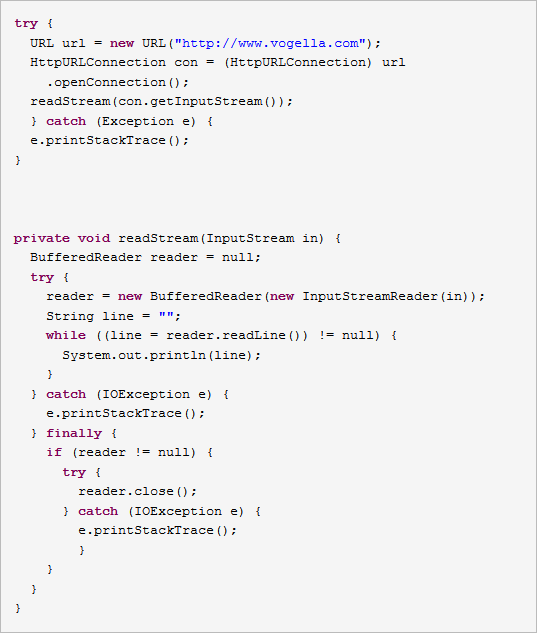 try {
  URL url = new URL("http://www.vogella.com");
  HttpURLConnection con = (HttpURLConnection) url
    .openConnection();
  readStream(con.getInputStream());
  } catch (Exception e) {
  e.printStackTrace();
}

private void readStream(InputStream in) {
  BufferedReader reader = null;
  try {
    reader = new BufferedReader(new InputStreamReader(in));
    String line = "";
    while ((line = reader.readLine()) != null) {
      System.out.println(line);
    }
  } catch (IOException e) {
    e.printStackTrace();
  } finally {
    if (reader != null) {
      try {
        reader.close();
      } catch (IOException e) {
        e.printStackTrace();
        }
    }
  }
}